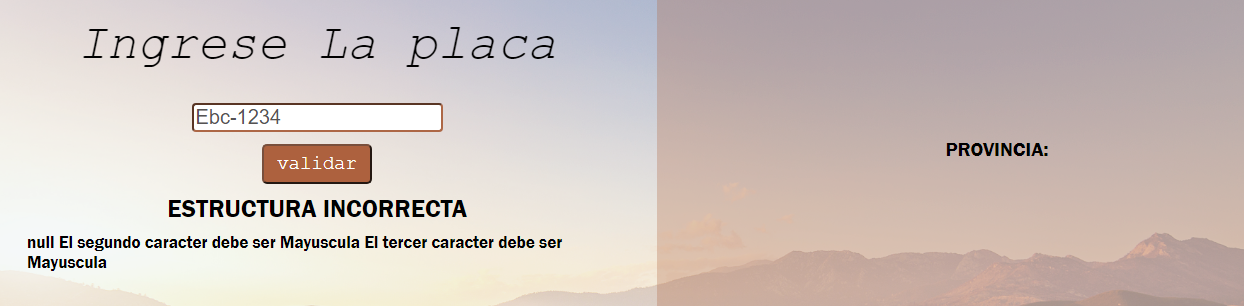 Ingrese La placa
Ebc-1234
validar
ESTRUCTURA INCORRECTA
null El segundo caracter debe ser Mayuscula El tercer caracter debe ser
Mayuscula
PROVINCIA: